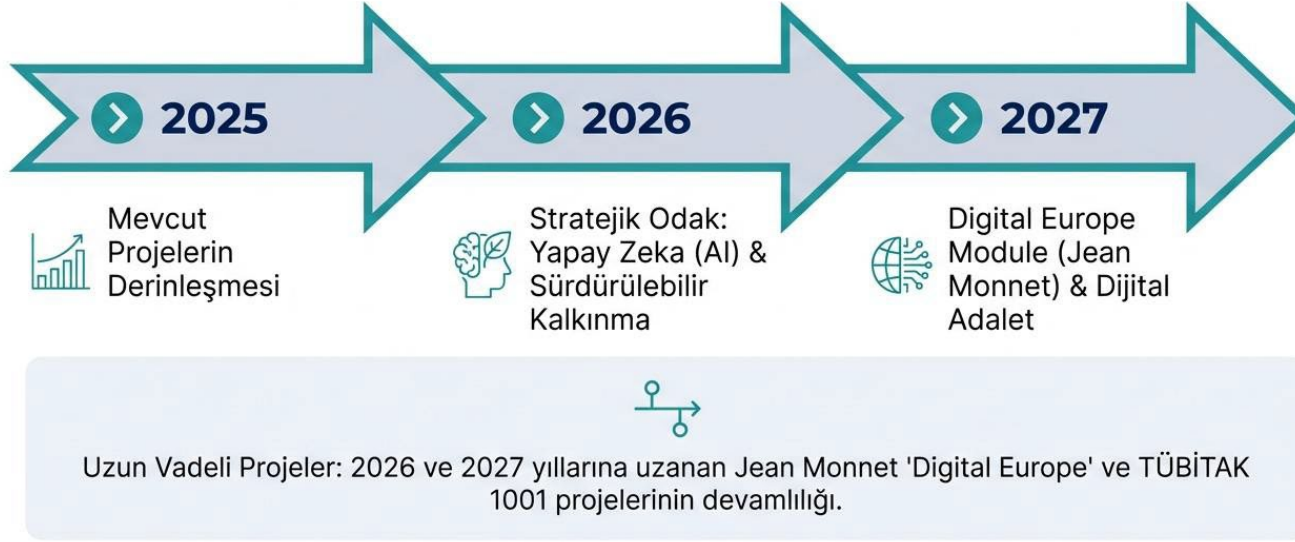 2025
2026
2027
Mevcut
Projelerin
Derinleşmesi
Stratejik Odak:
Yapay Zeka (AI) &
Sürdürülebilir
Kalkınma
Digital Europe
Module (Jean
Monnet) & Dijital
Adalet
Uzun Vadeli Projeler: 2026 ve 2027 yıllarına uzanan Jean Monnet 'Digital Europe' ve TÜBİTAK
1001 projelerinin devamlılığı.